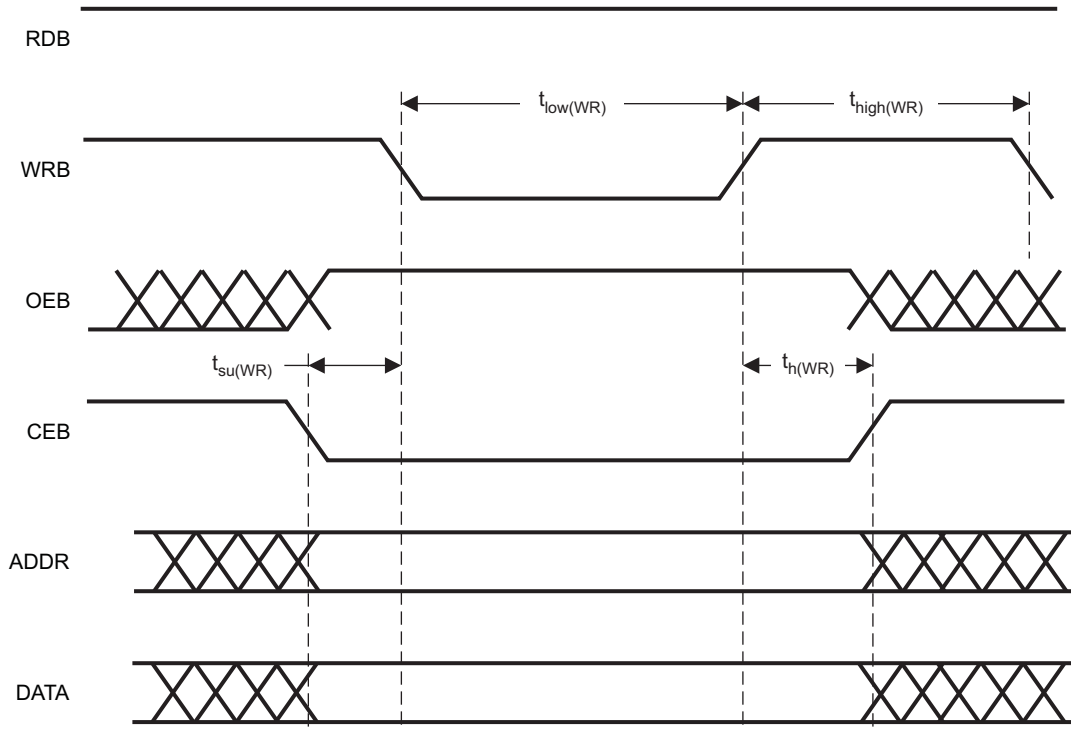 RDB
t_low(WR)
t_high(WR)
WRB
OEB
t_su(WR)
t_h(WR)
CEB
ADDR
DATA